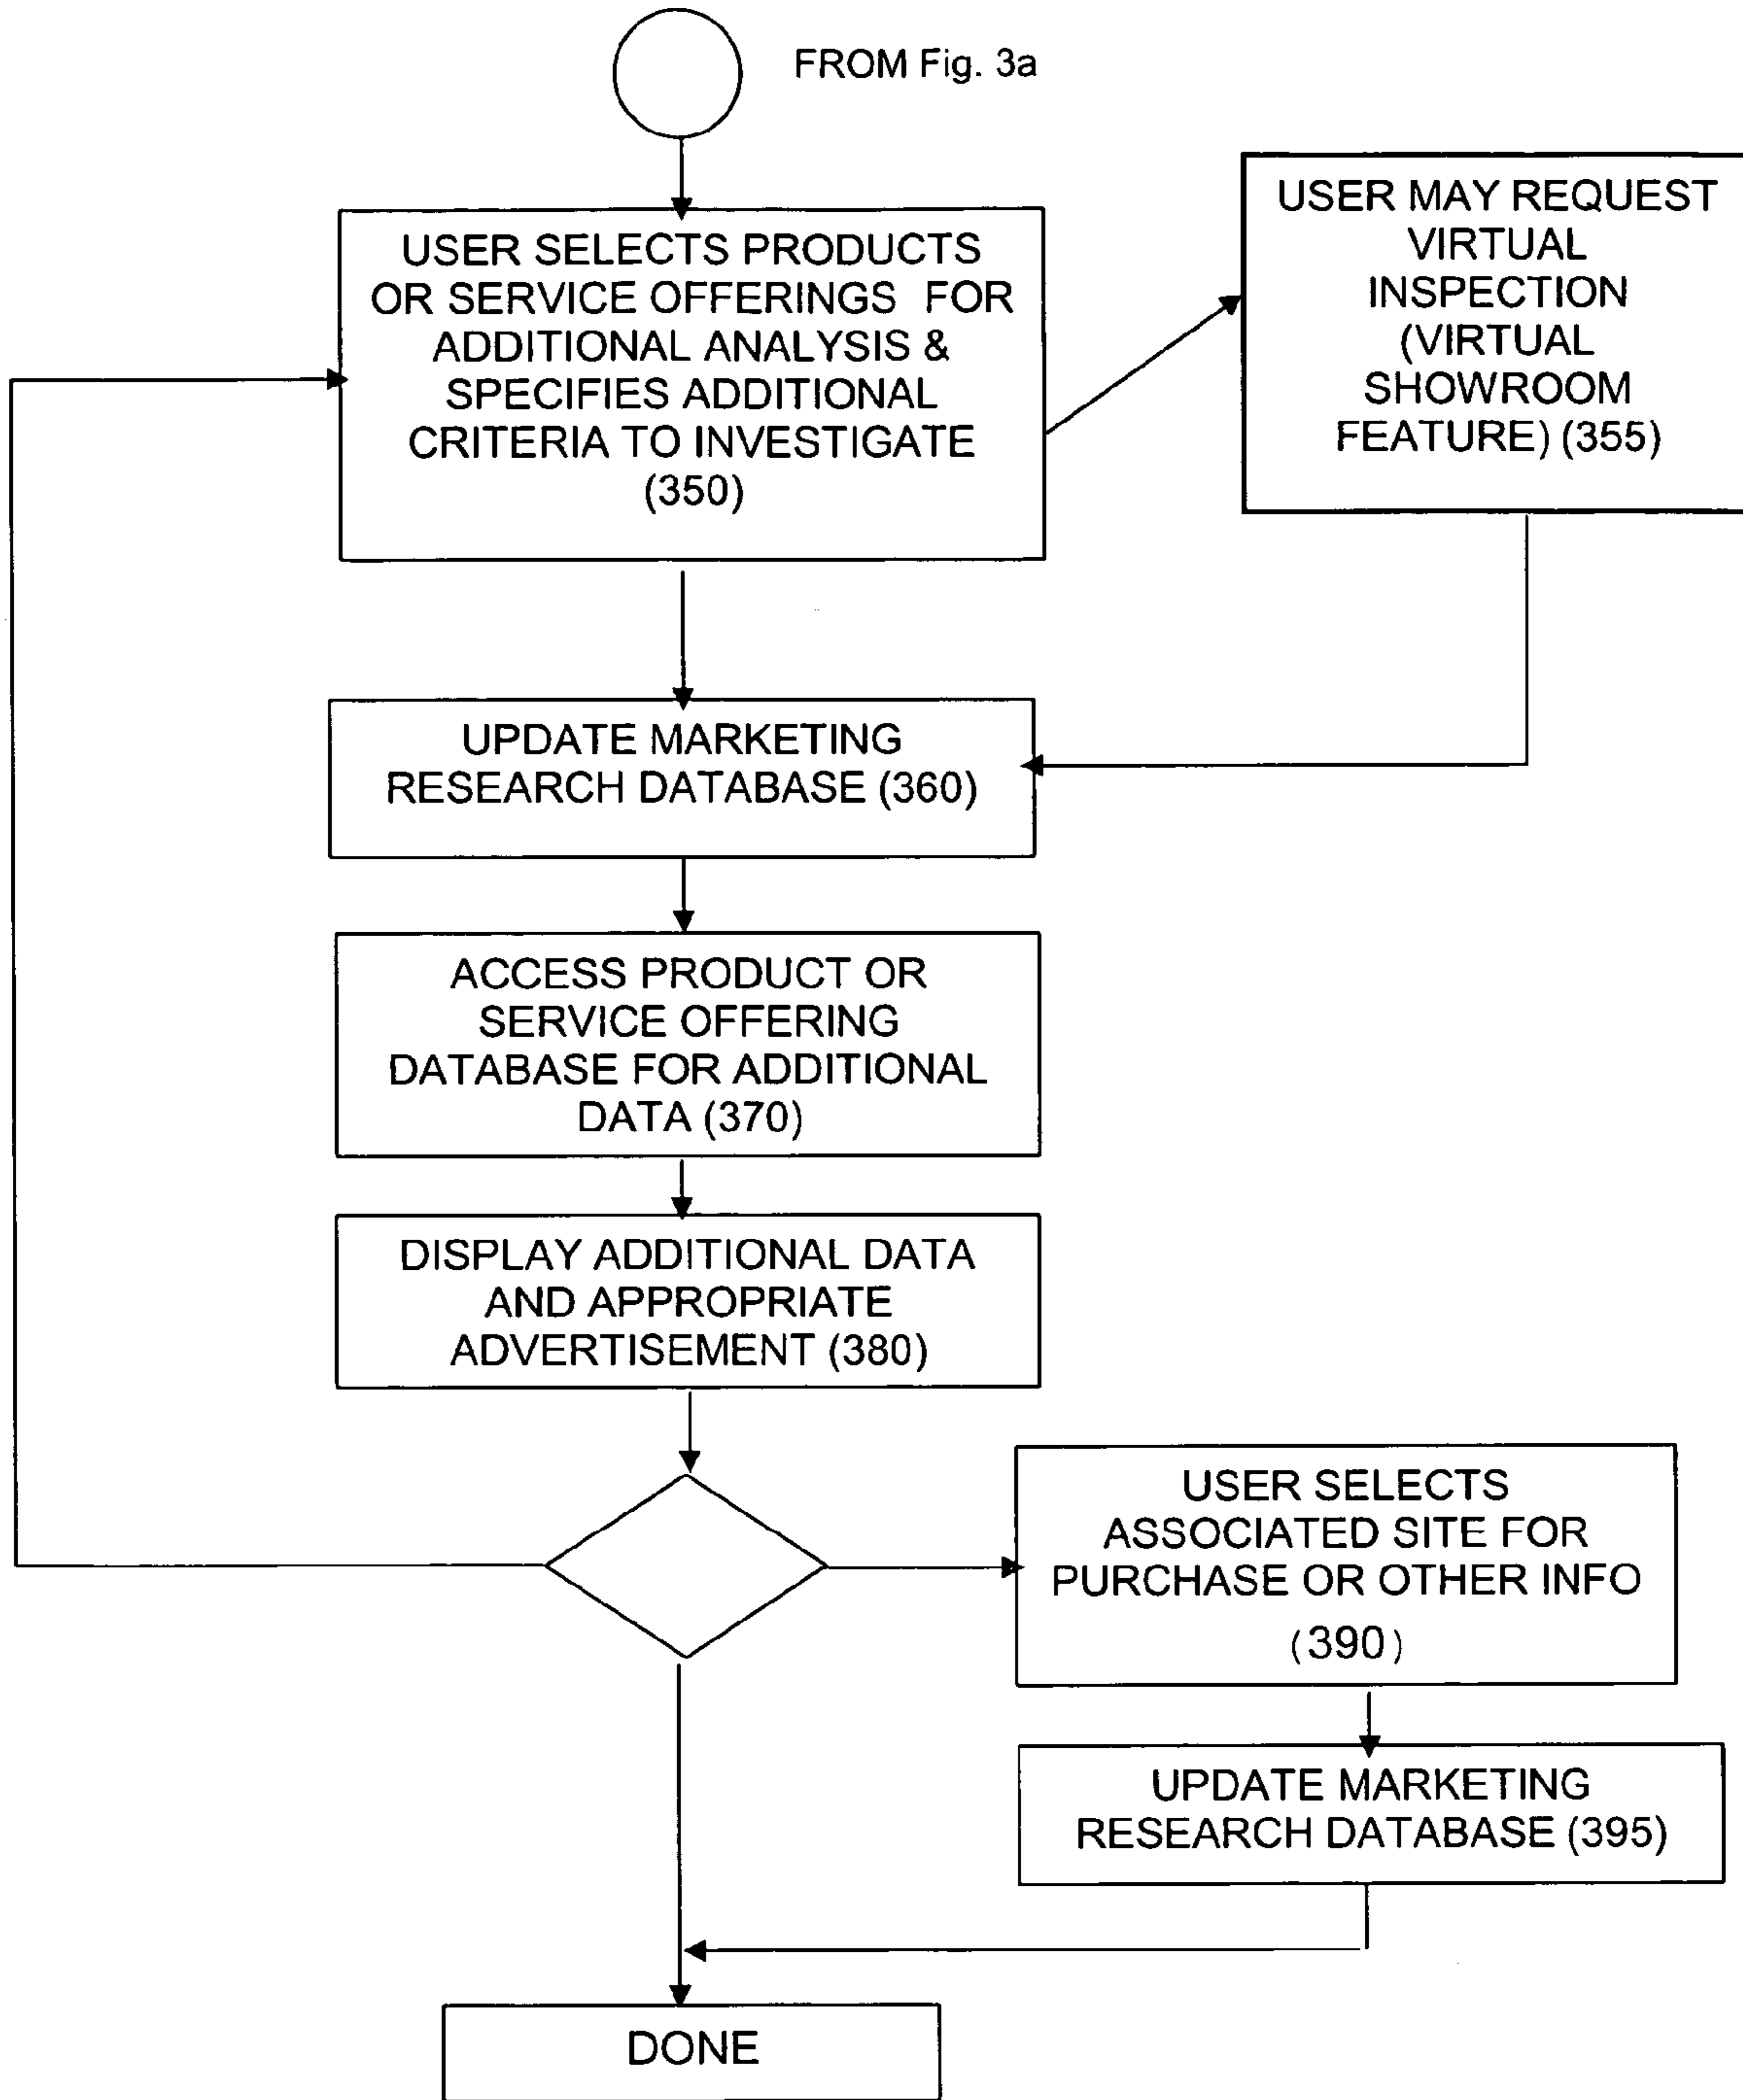 FROM Fig. 3a
USER SELECTS PRODUCTS
OR SERVICE OFFERINGS FOR
ADDITIONAL ANALYSIS &
SPECIFIES ADDITIONAL
CRITERIA TO INVESTIGATE
(350)
USER MAY REQUEST
VIRTUAL
INSPECTION
(VIRTUAL
SHOWROOM
FEATURE) (355)
UPDATE MARKETING
RESEARCH DATABASE (360)
ACCESS PRODUCT OR
SERVICE OFFERING
DATABASE FOR ADDITIONAL
DATA (370)
DISPLAY ADDITIONAL DATA
AND APPROPRIATE
ADVERTISEMENT (380)
USER SELECTS
ASSOCIATED SITE FOR
PURCHASE OR OTHER INFO
(390)
UPDATE MARKETING
RESEARCH DATABASE (395)
DONE